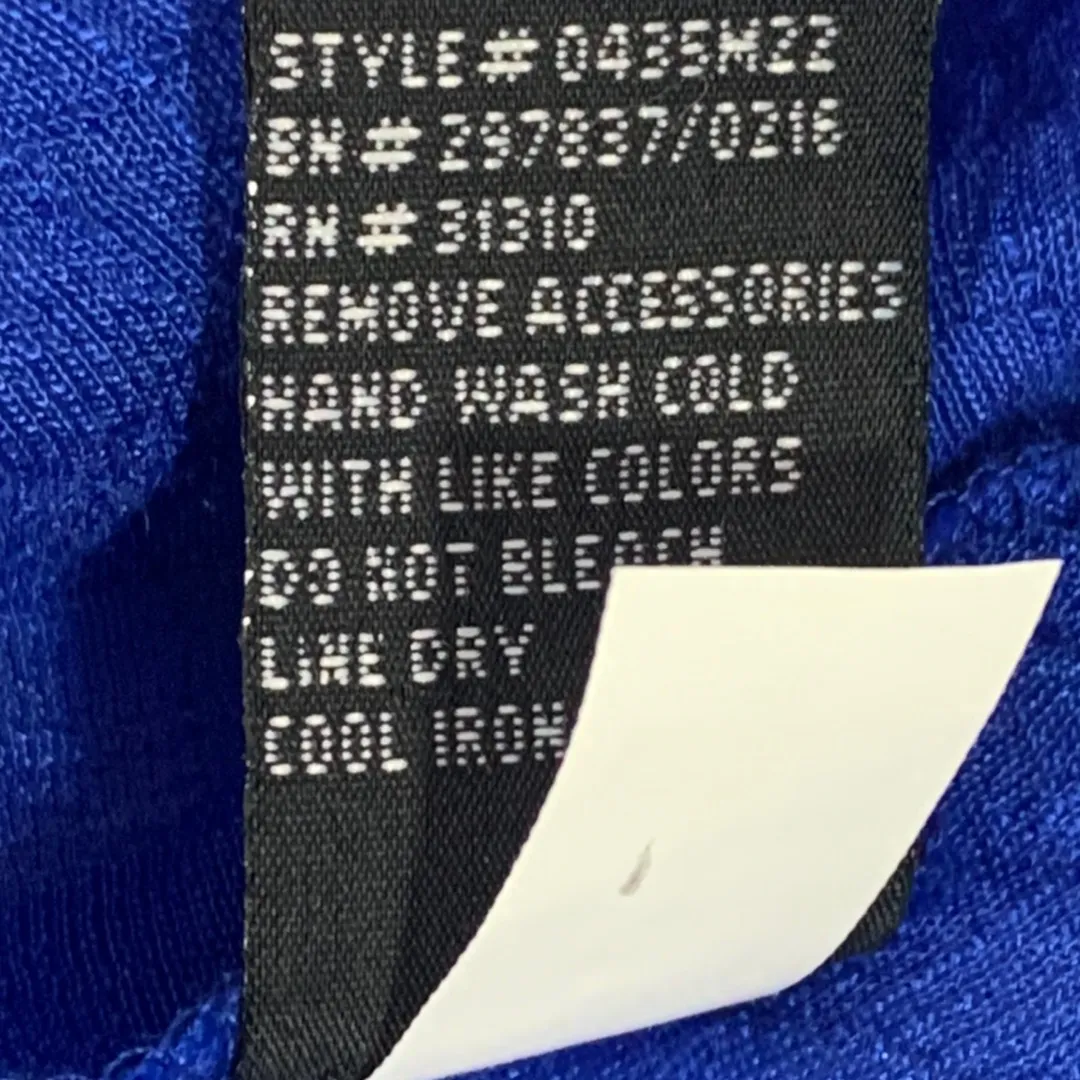 STYLE# 0435M22
BN # 297837/0216
RN # 31310
REMOVE ACCESSORIES
HAND WASH COLD
WITH LIKE COLORS
DO NOT BLEACH
LINE DRY
COOL IRON